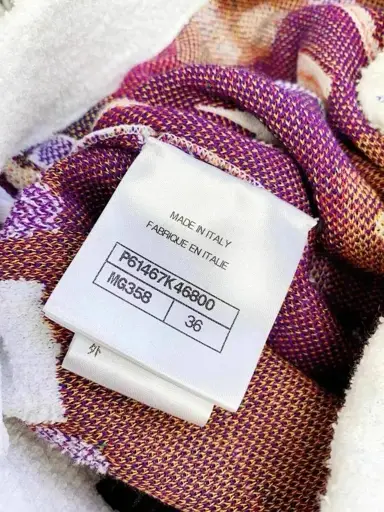 MADE IN ITALY
FABRIQUE EN ITALIE
P61467K46800
MG358 36
外